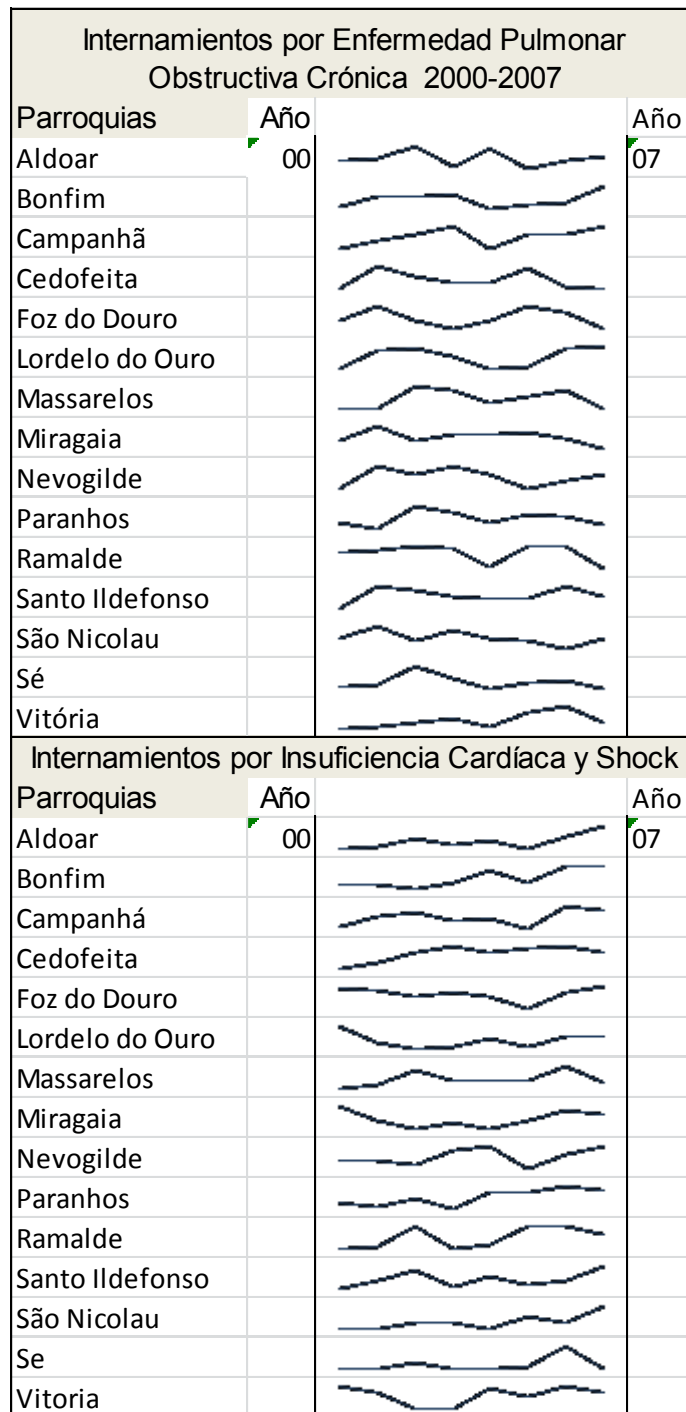 Internamientos por Enfermedad Pulmonar
Obstructiva Crónica 2000-2007
Parroquias Año Año
Aldoar 00 07
Bonfim
Campanhã
Cedofeita
Foz do Douro
Lordelo do Ouro
Massarelos
Miragaia
Nevogilde
Paranhos
Ramalde
Santo Ildefonso
São Nicolau
Sé
Vitória
Internamientos por Insuficiencia Cardíaca y Shock
Parroquias Año Año
Aldoar 00 07
Bonfim
Campanhá
Cedofeita
Foz do Douro
Lordelo do Ouro
Massarelos
Miragaia
Nevogilde
Paranhos
Ramalde
Santo Ildefonso
São Nicolau
Se
Vitoria